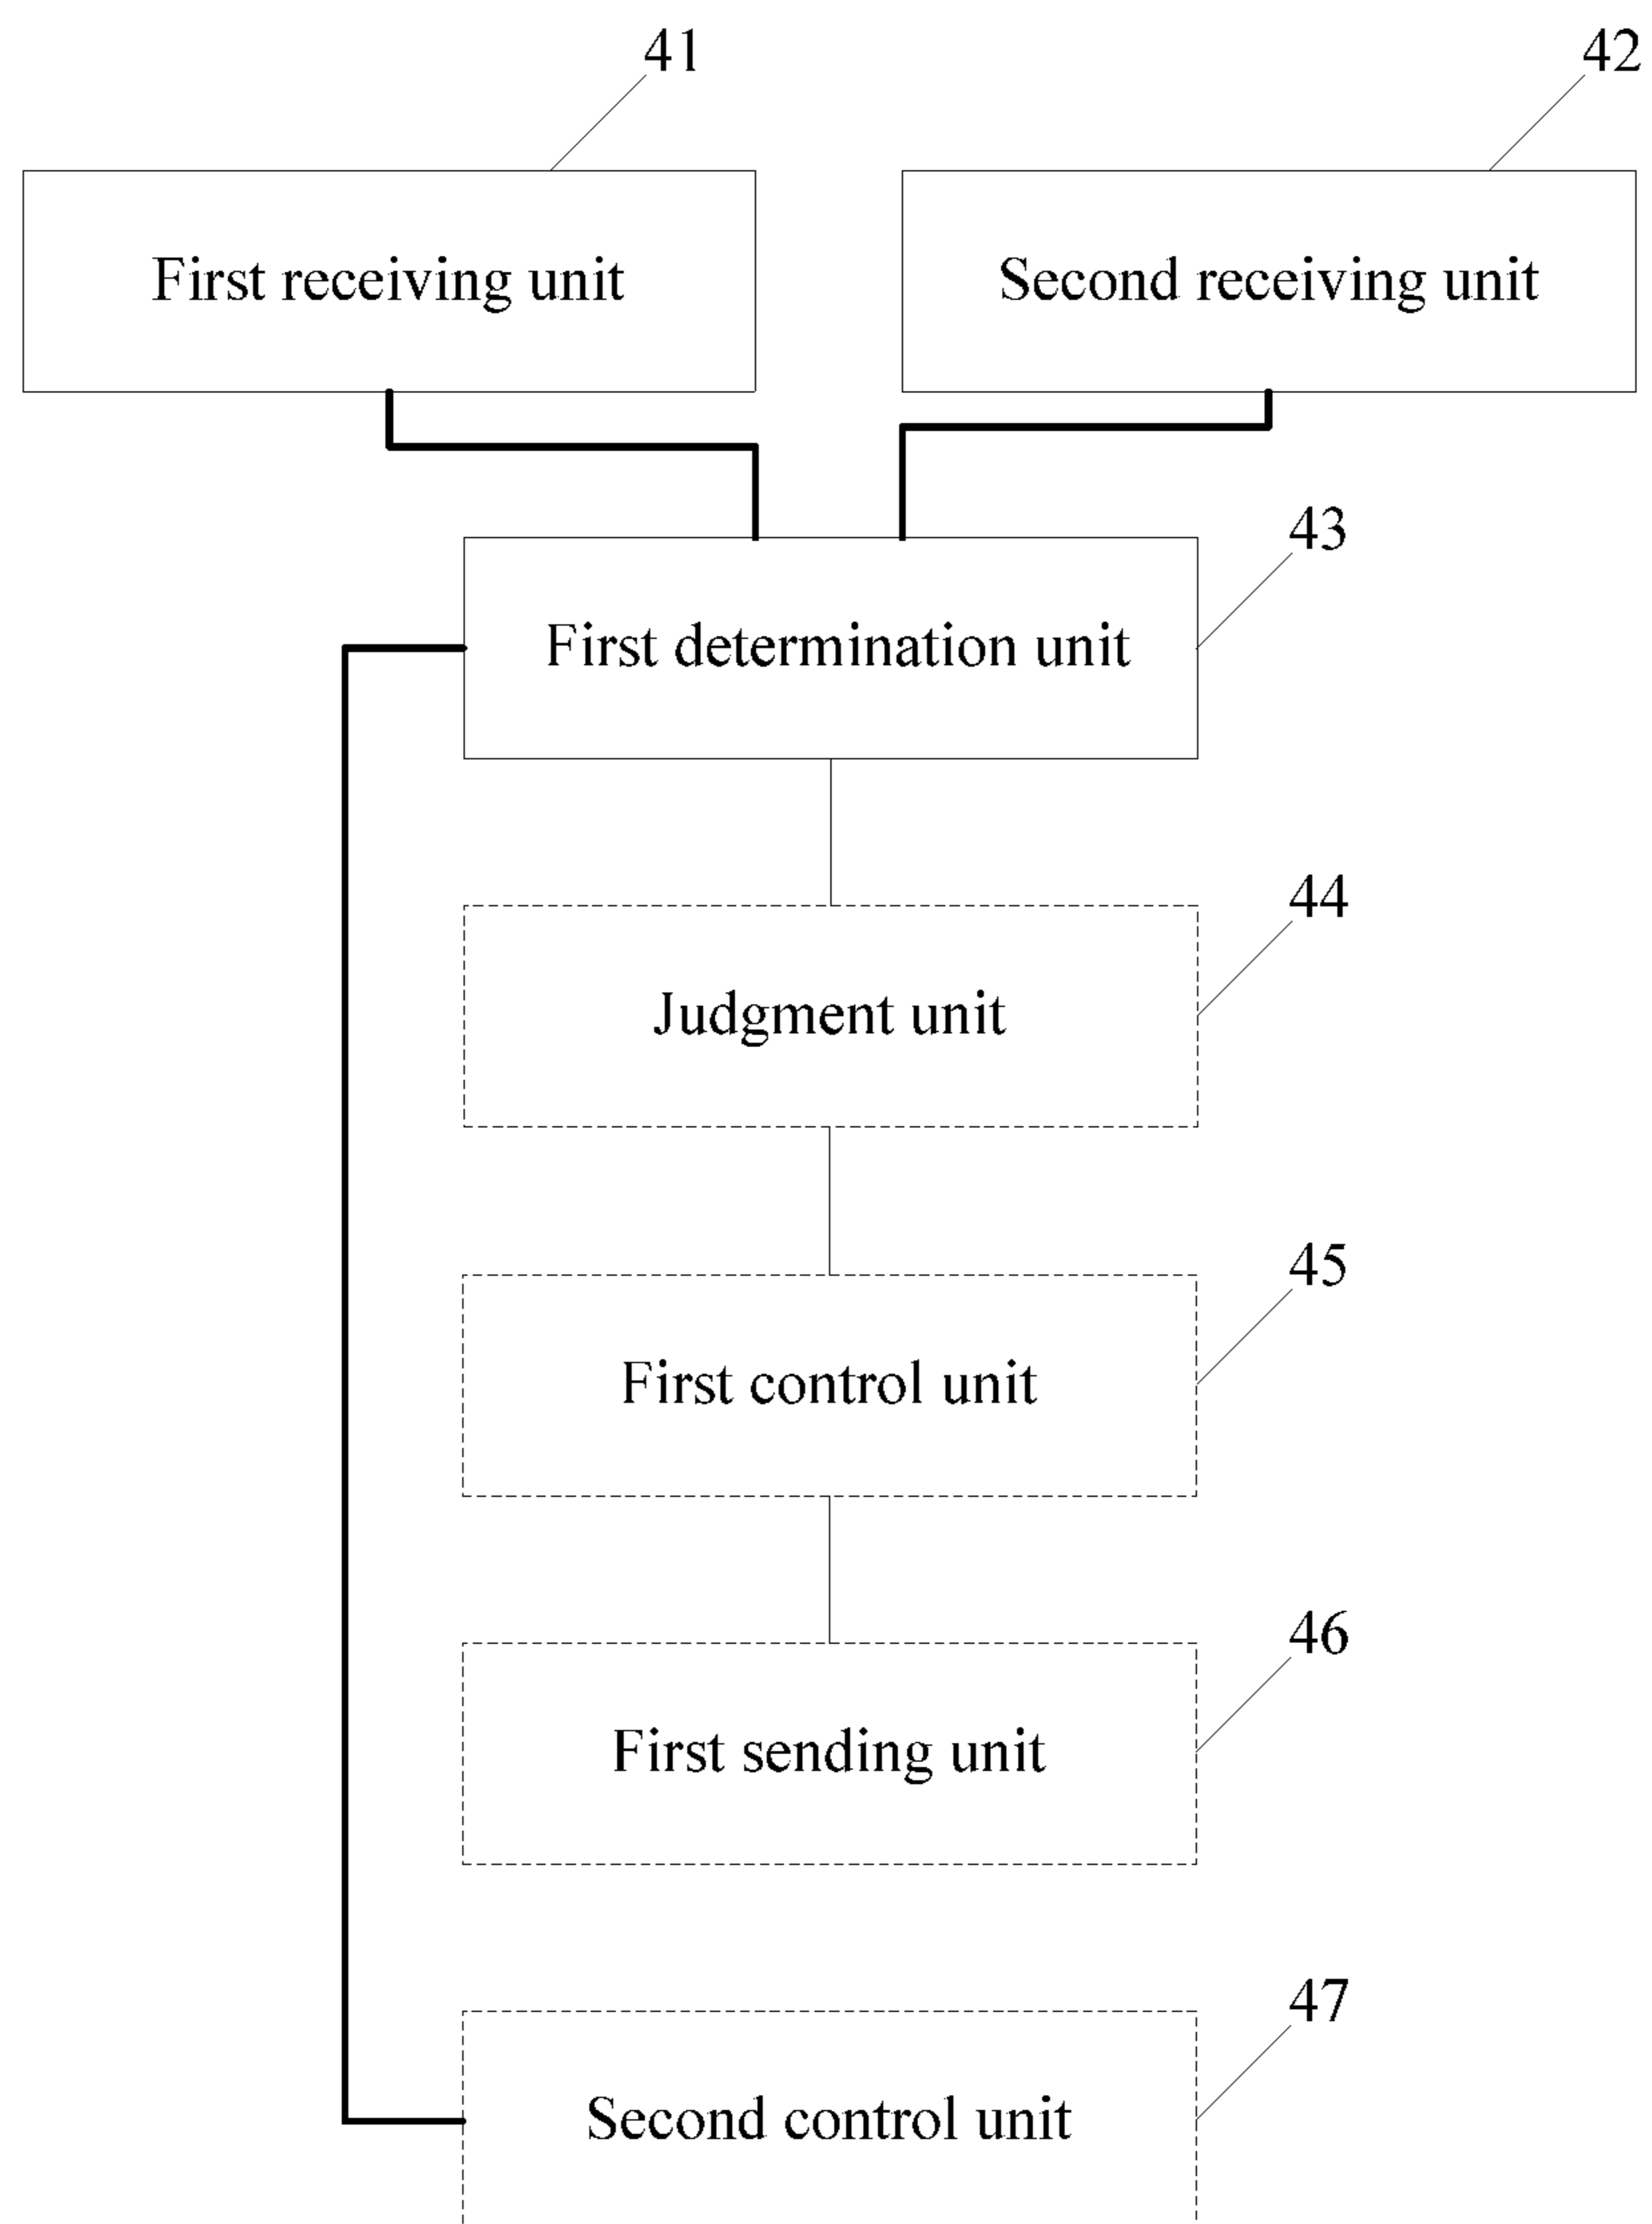 41
42
First receiving unit
Second receiving unit
43
First determination unit
44
Judgment unit
45
First control unit
46
First sending unit
47
Second control unit